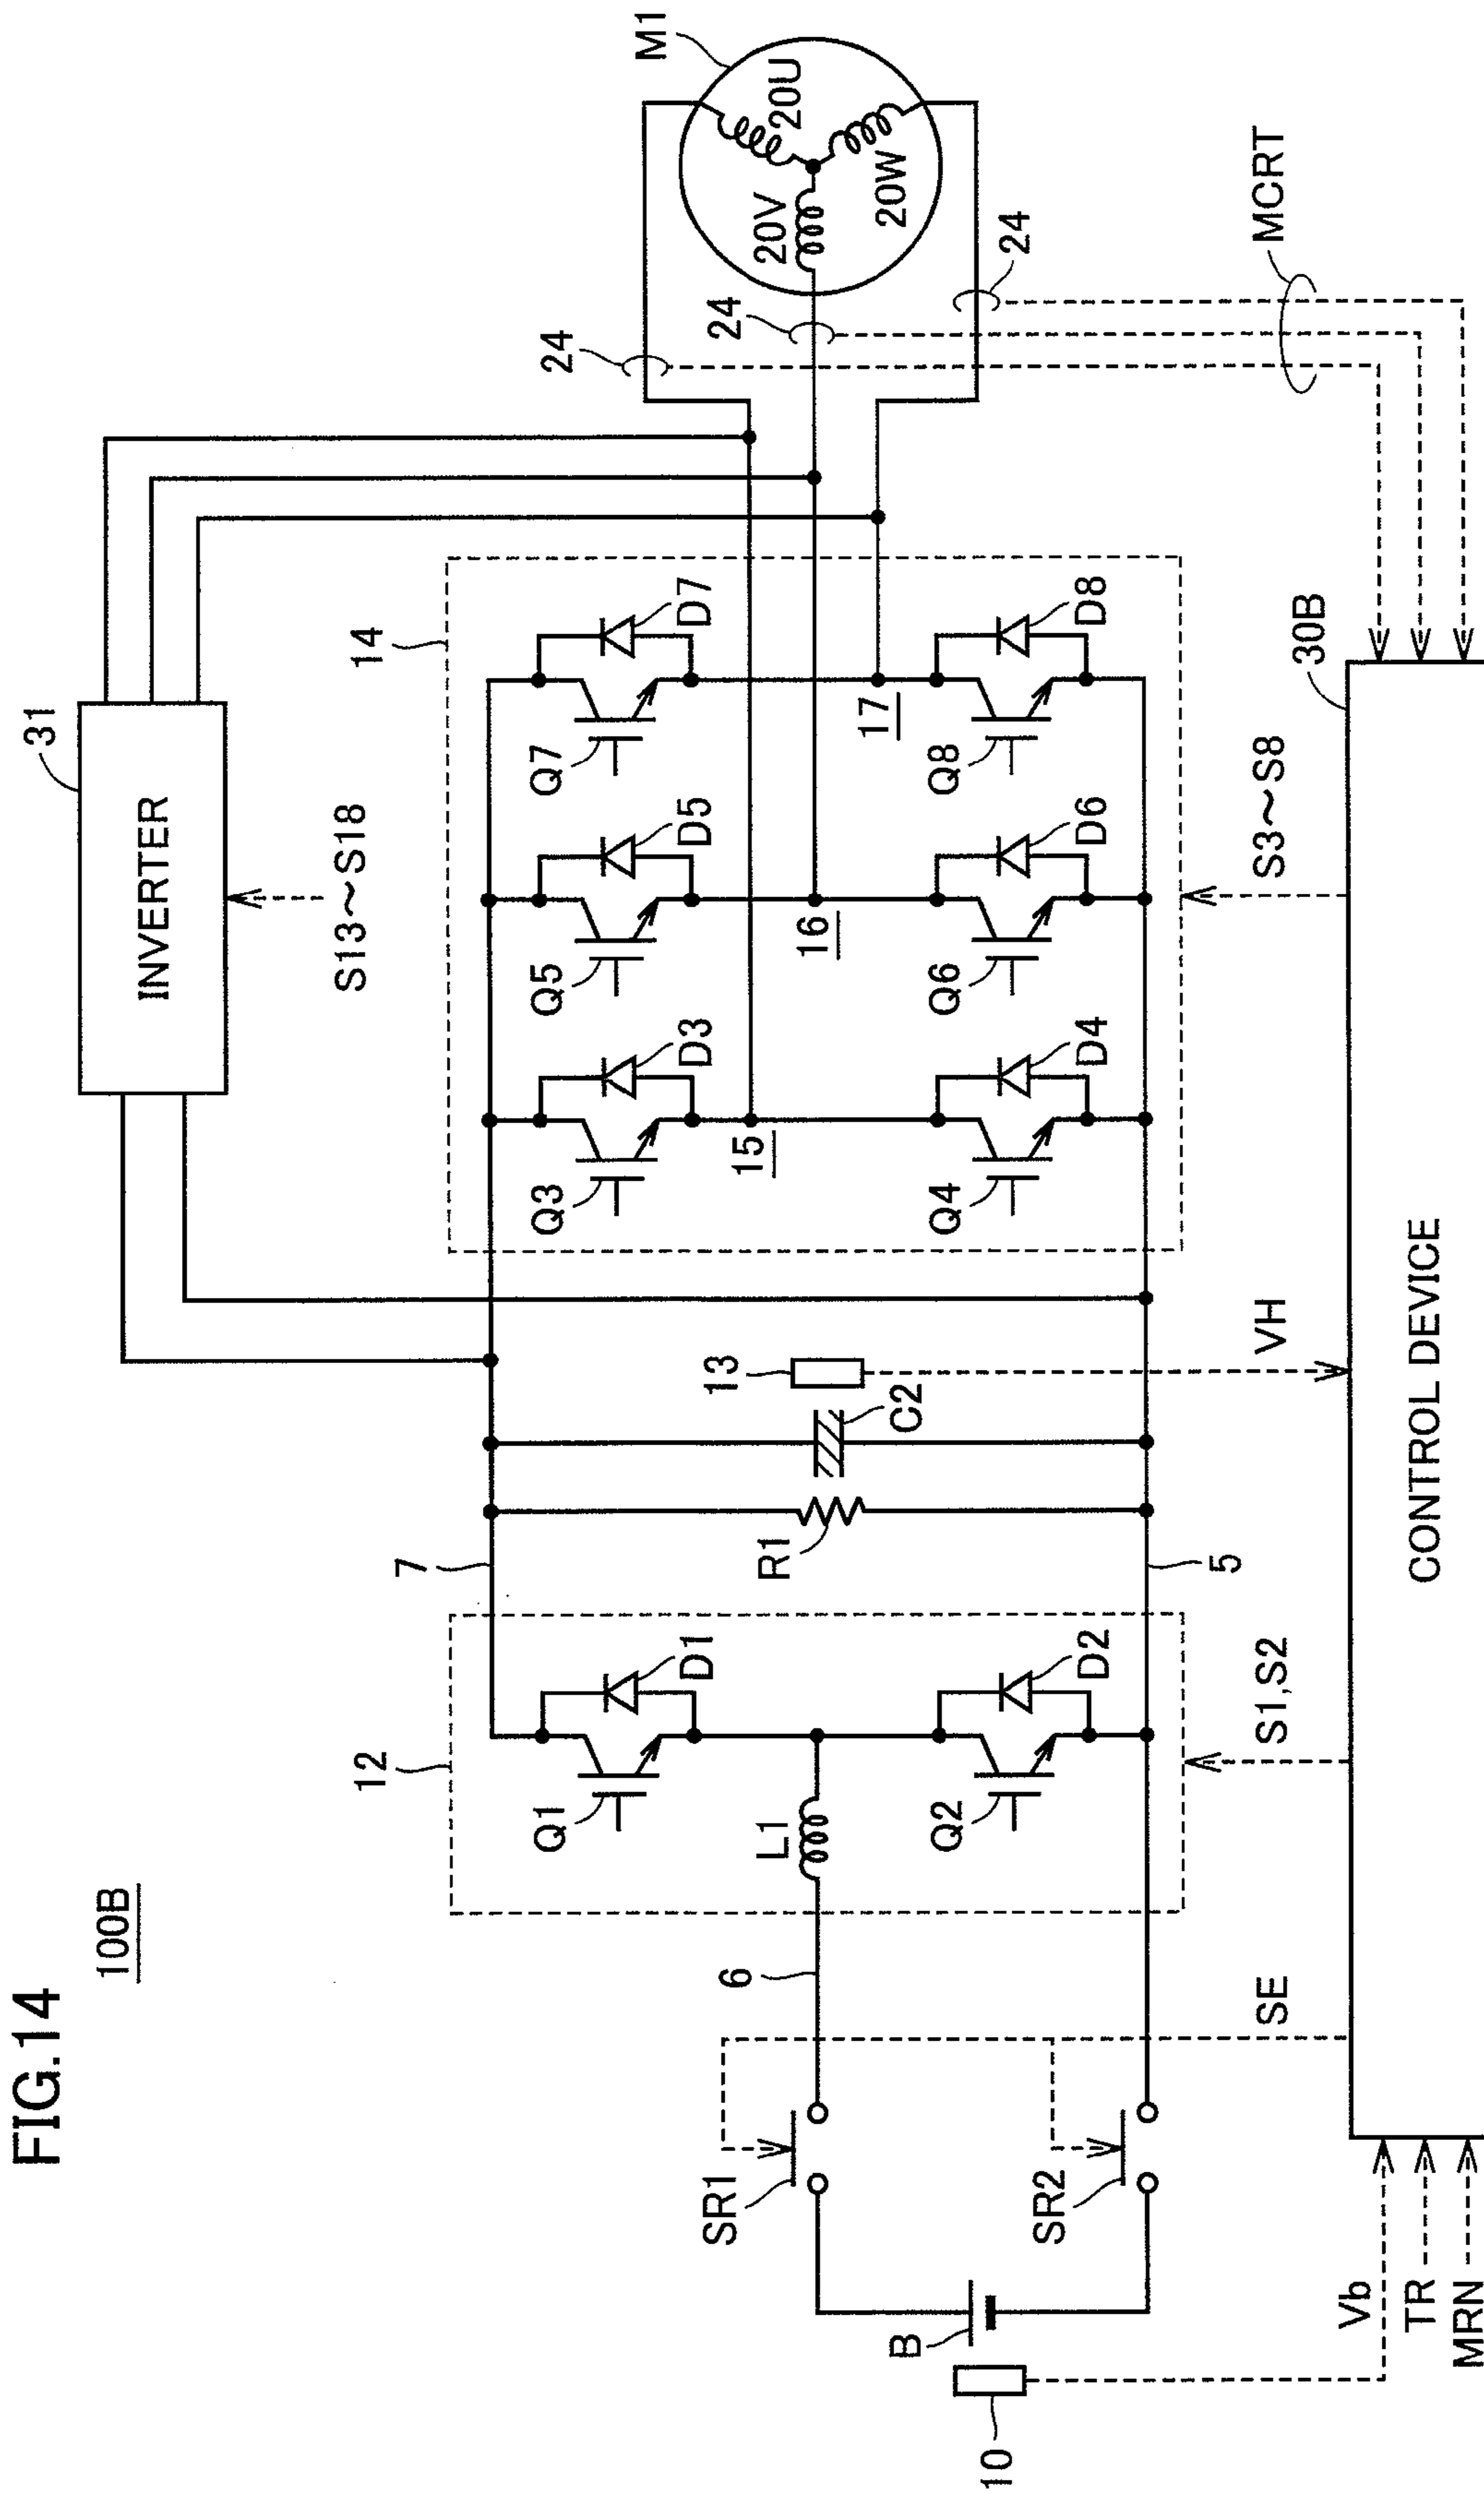 FIG.14
100B
31
INVERTER
S13～S18
12
7
14
Q1
D1
Q3
D3
Q5
D5
Q7
D7
24
24
24
M1
20U
20V
20W
SR1
6
L1
R1
13
C2
15
16
17
B
10
SR2
Q2
D2
5
Q4
D4
Q6
D6
Q8
D8
MCRT
SE
S1,S2
VH
S3～S8
30B
Vb
TR
MRN
CONTROL DEVICE